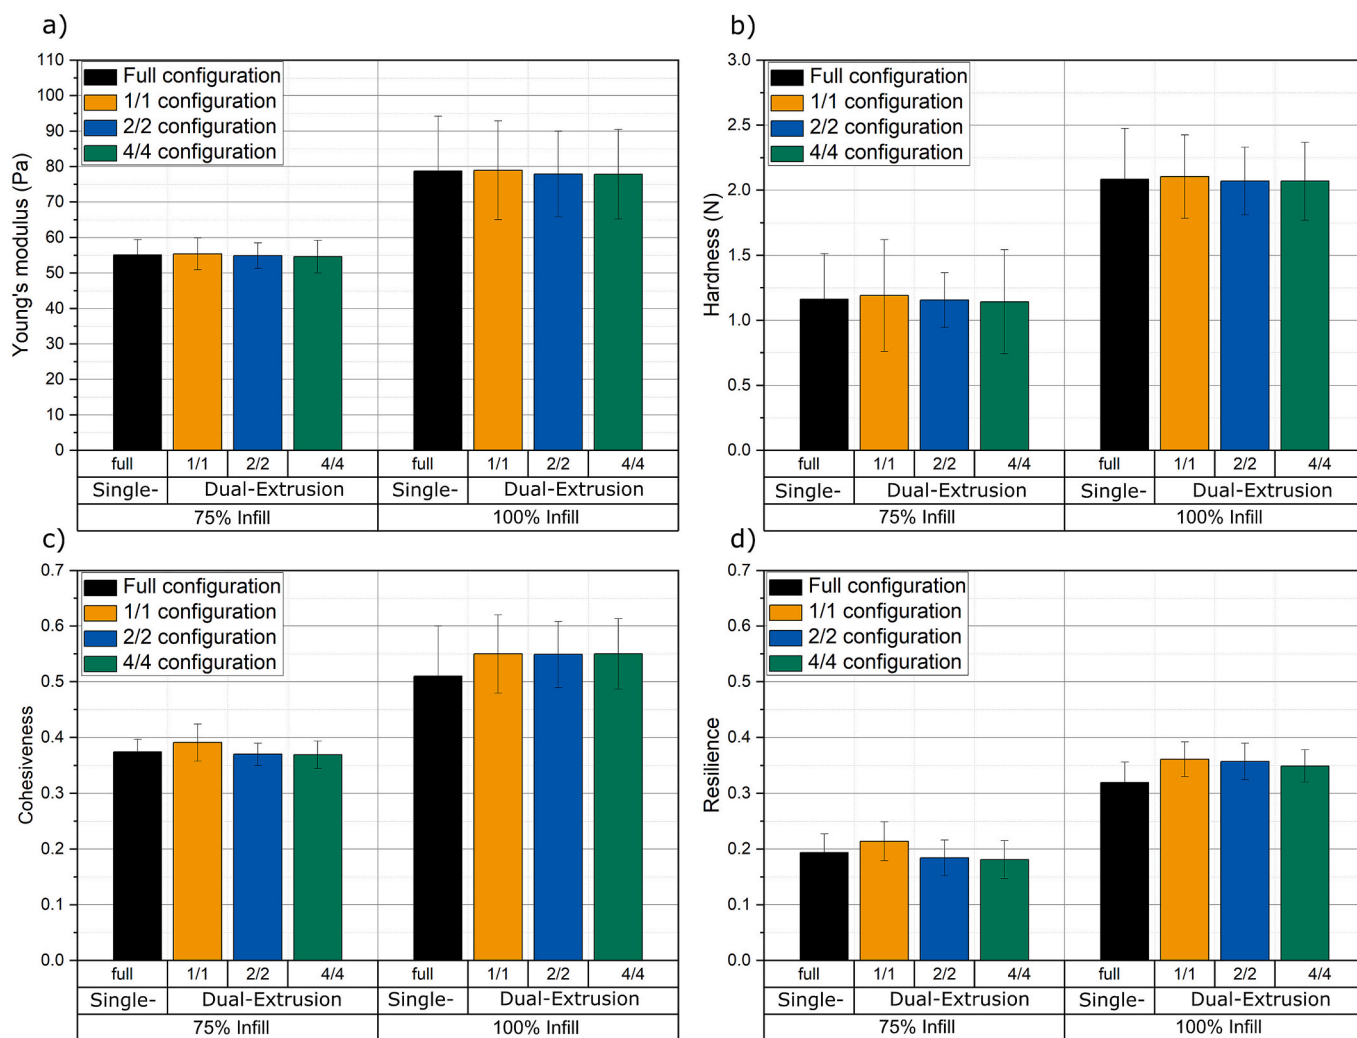 a)
Young's modulus (Pa)
110
100
90
80
70
60
50
40
30
20
10
0
Full configuration
1/1 configuration
2/2 configuration
4/4 configuration
full 1/1 2/2 4/4 full 1/1 2/2 4/4
Single- Dual-Extrusion Single- Dual-Extrusion
75% Infill 100% Infill
b)
Hardness (N)
3.0
2.5
2.0
1.5
1.0
0.5
0.0
Full configuration
1/1 configuration
2/2 configuration
4/4 configuration
full 1/1 2/2 4/4 full 1/1 2/2 4/4
Single- Dual-Extrusion Single- Dual-Extrusion
75% Infill 100% Infill
c)
Cohesiveness
0.7
0.6
0.5
0.4
0.3
0.2
0.1
0.0
Full configuration
1/1 configuration
2/2 configuration
4/4 configuration
full 1/1 2/2 4/4 full 1/1 2/2 4/4
Single- Dual-Extrusion Single- Dual-Extrusion
75% Infill 100% Infill
d)
Resilience
0.7
0.6
0.5
0.4
0.3
0.2
0.1
0.0
Full configuration
1/1 configuration
2/2 configuration
4/4 configuration
full 1/1 2/2 4/4 full 1/1 2/2 4/4
Single- Dual-Extrusion Single- Dual-Extrusion
75% Infill 100% Infill